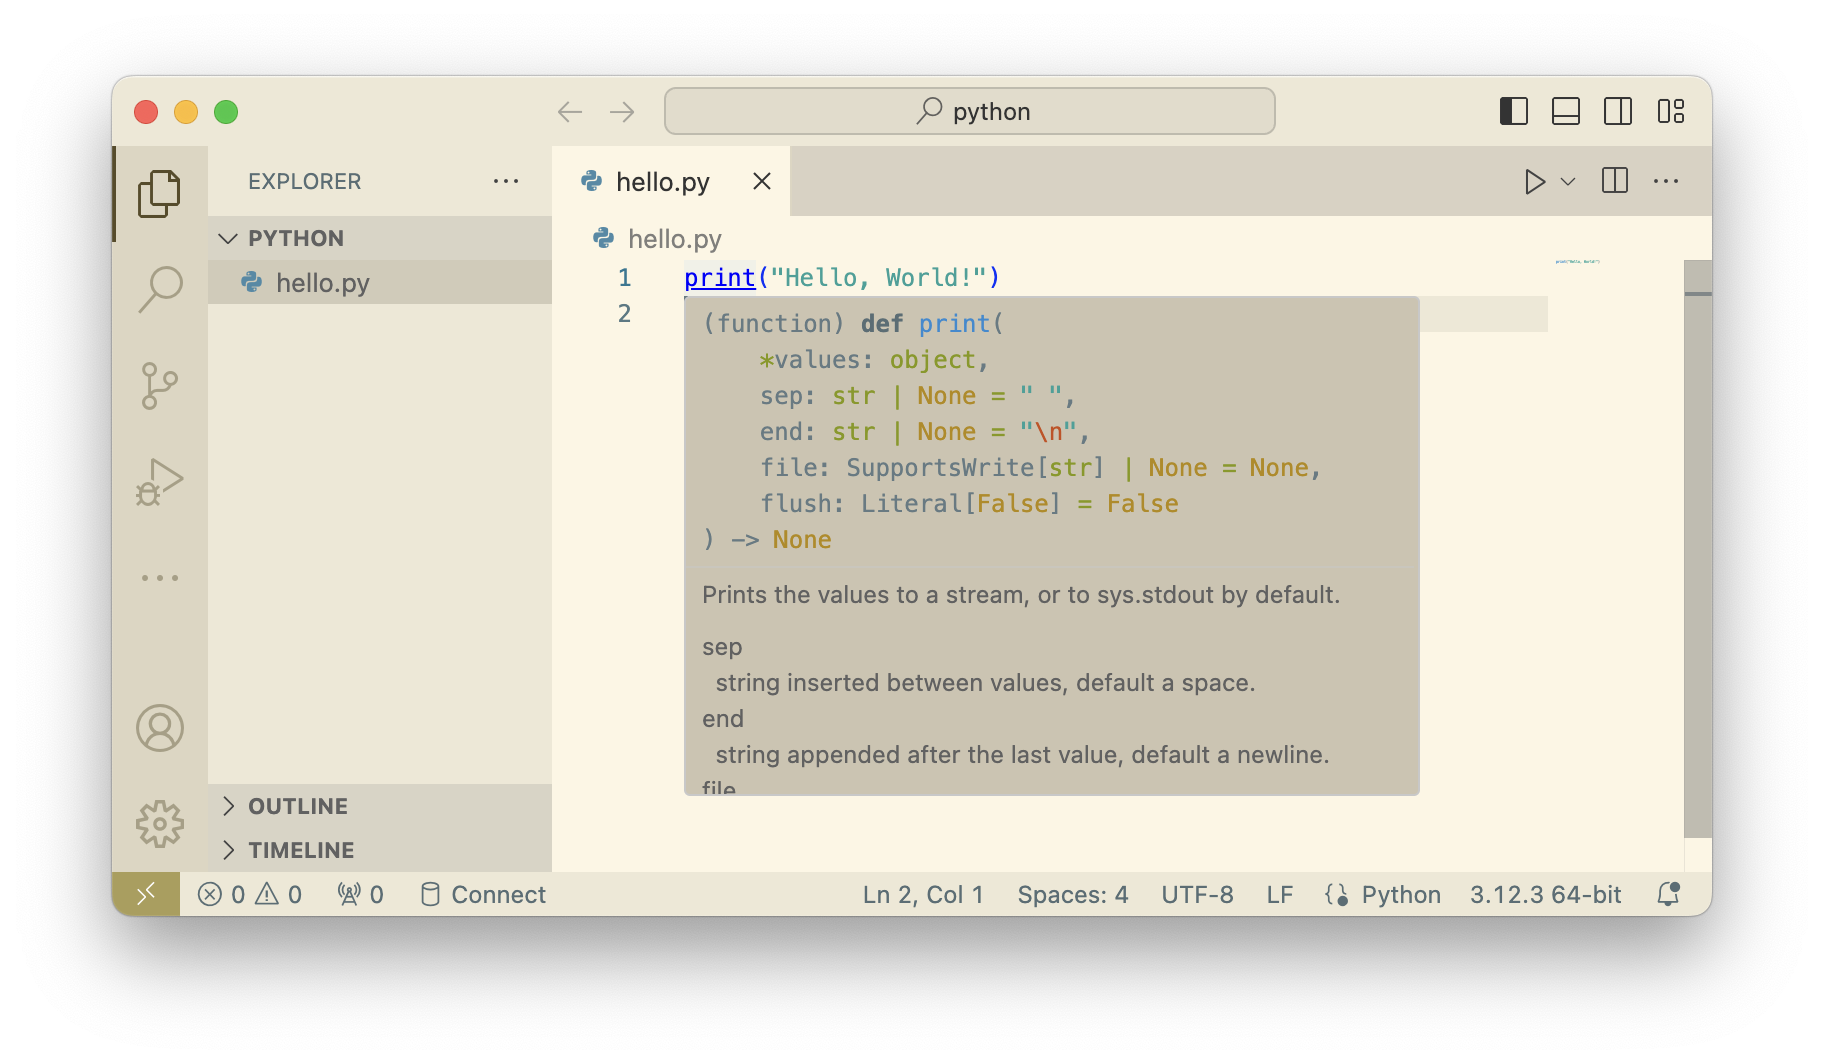 python
EXPLORER
hello.py
PYTHON
hello.py
hello.py
1 print("Hello, World!")
2
(function) def print(
*values: object,
sep: str | None = " ",
end: str | None = "\n",
file: SupportsWrite[str] | None = None,
flush: Literal[False] = False
) -> None
Prints the values to a stream, or to sys.stdout by default.
sep
string inserted between values, default a space.
end
string appended after the last value, default a newline.
file
print("Hello, World!")
OUTLINE
TIMELINE
0 0 0 Connect Ln 2, Col 1 Spaces: 4 UTF-8 LF {} Python 3.12.3 64-bit